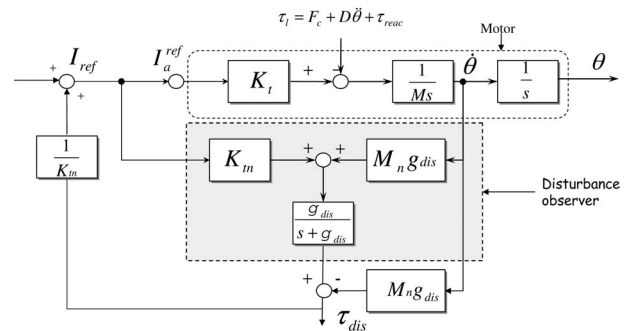 τ_l = F_c + Dθ̈ + τ_reac
Motor
+ I_ref I_a^ref + - θ̇ θ
+
K_t
1/Ms
1/s
1/K_tn
K_tn
+ +
M_n g_dis
Disturbance
observer
g_dis/(s + g_dis)
+ -
M_n g_dis
τ_dis